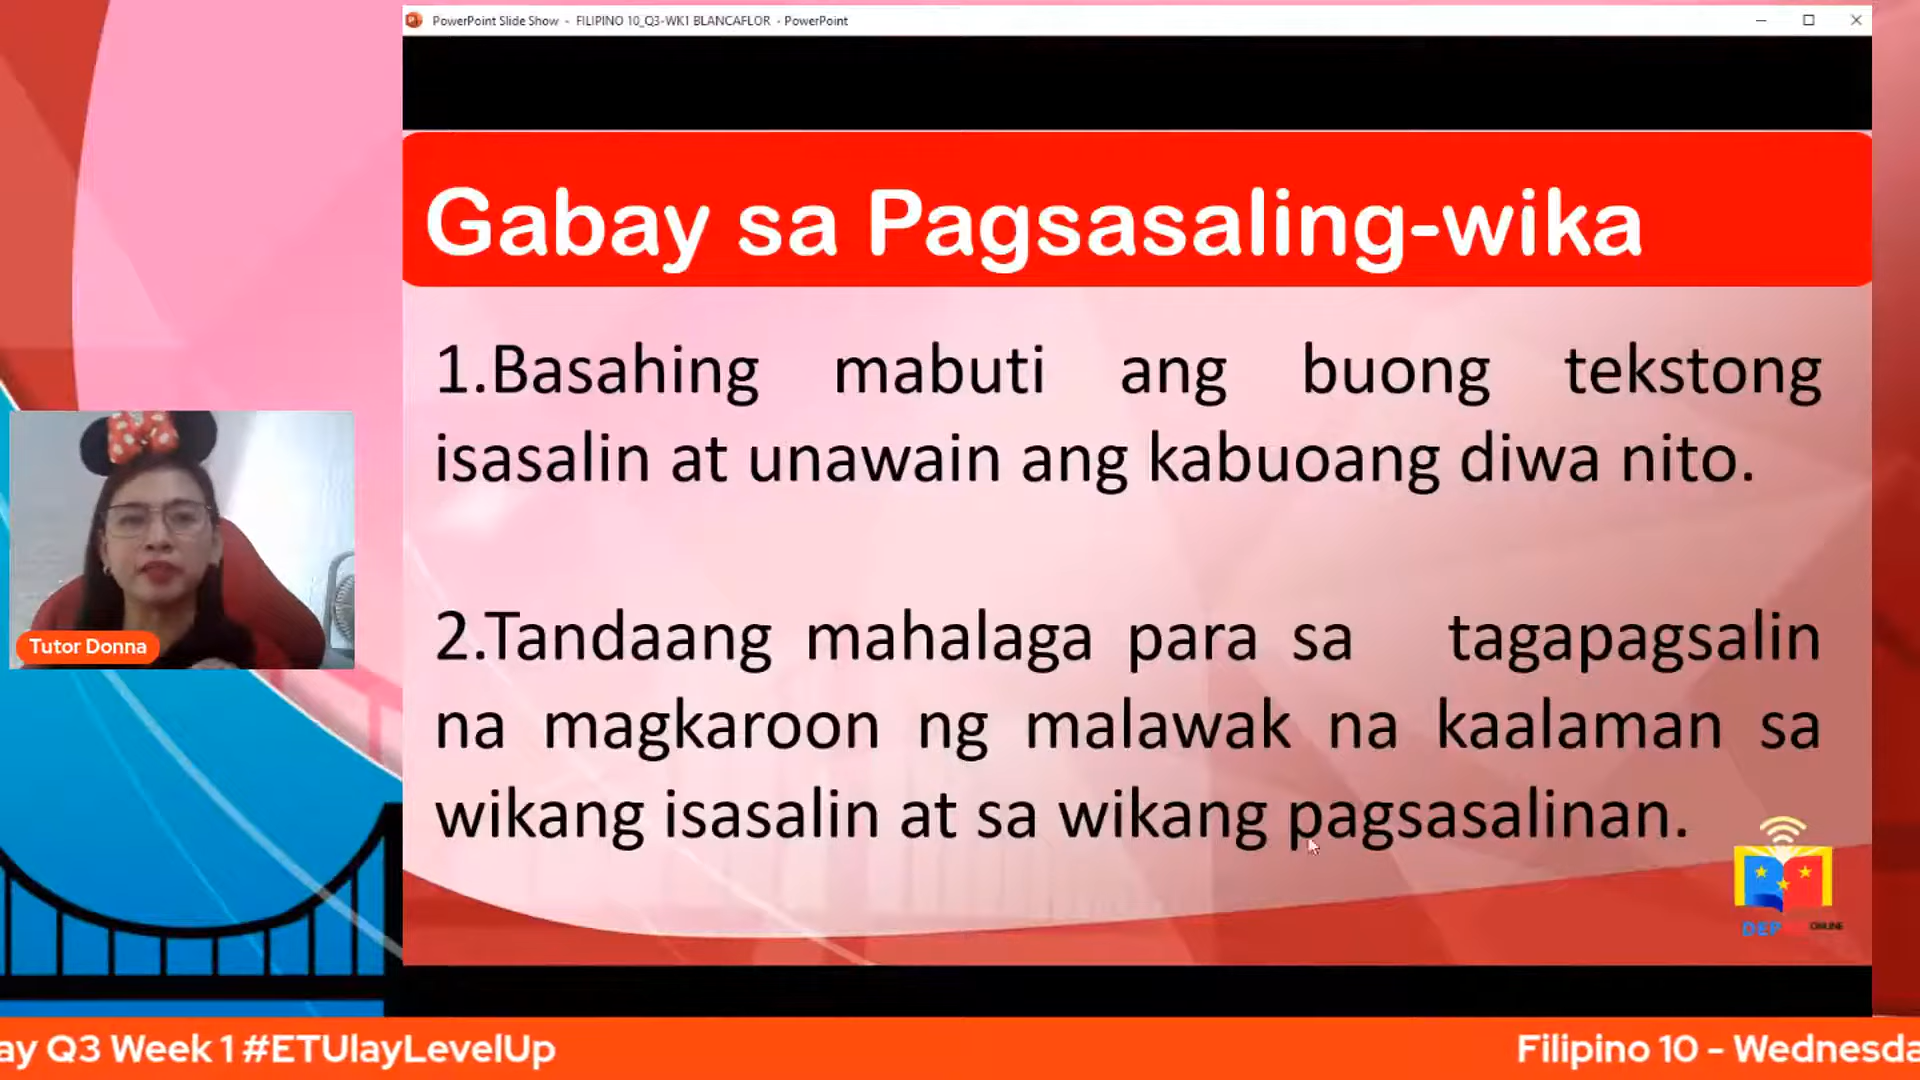 PowerPoint Slide Show - FILIPINO 10_Q3-WK1 BLANCAFLOR - PowerPoint
Gabay sa Pagsasaling-wika
1.Basahing mabuti ang buong tekstong
isasalin at unawain ang kabuoang diwa nito.
2.Tandaang mahalaga para sa tagapagsalin
na magkaroon ng malawak na kaalaman sa
wikang isasalin at sa wikang pagsasalinan.
Tutor Donna
DEP ONLINE
ay Q3 Week 1 #ETUlayLevelUp
Filipino 10 - Wednesda